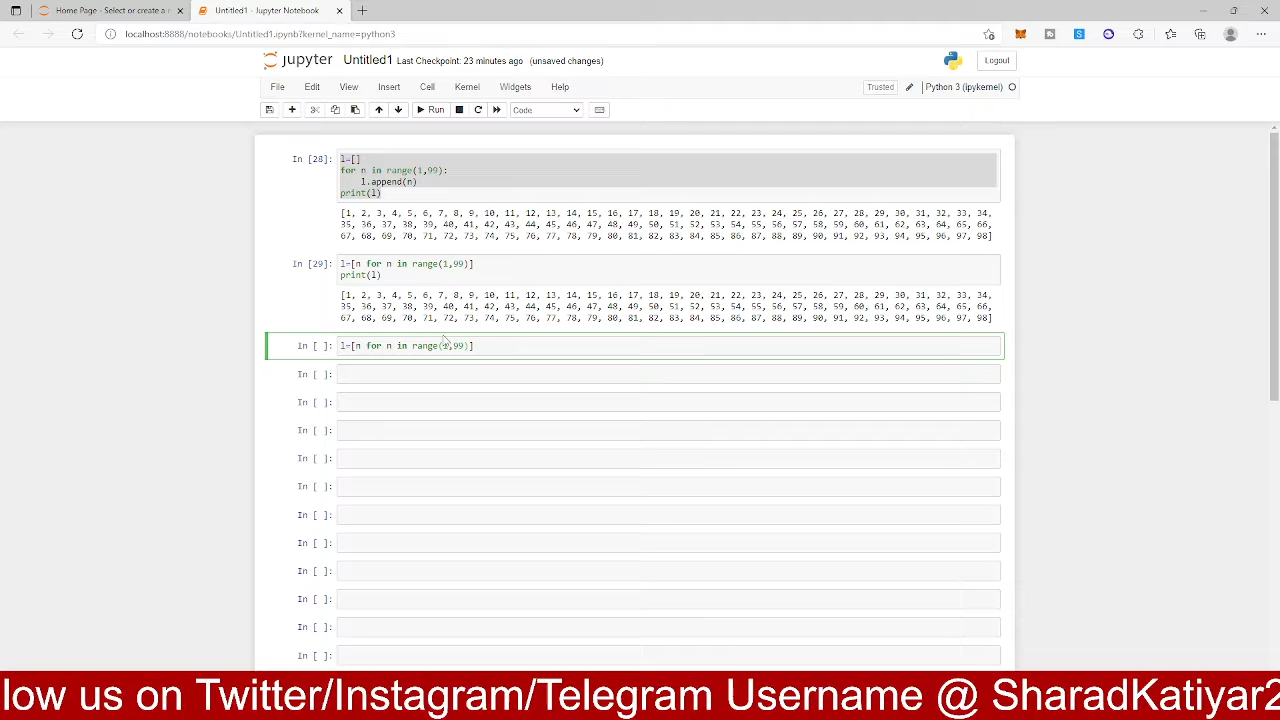 Home Page - Select or create a n
Untitled1 - Jupyter Notebook
localhost:8888/notebooks/Untitled1.ipynb?kernel_name=python3
jupyter Untitled1 Last Checkpoint: 23 minutes ago (unsaved changes)
Logout
File Edit View Insert Cell Kernel Widgets Help
Trusted Python 3 (ipykernel)
Run Code
In [28]: l=[]
for n in range(1,99):
l.append(n)
print(l)
[1, 2, 3, 4, 5, 6, 7, 8, 9, 10, 11, 12, 13, 14, 15, 16, 17, 18, 19, 20, 21, 22, 23, 24, 25, 26, 27, 28, 29, 30, 31, 32, 33, 34,
35, 36, 37, 38, 39, 40, 41, 42, 43, 44, 45, 46, 47, 48, 49, 50, 51, 52, 53, 54, 55, 56, 57, 58, 59, 60, 61, 62, 63, 64, 65, 66,
67, 68, 69, 70, 71, 72, 73, 74, 75, 76, 77, 78, 79, 80, 81, 82, 83, 84, 85, 86, 87, 88, 89, 90, 91, 92, 93, 94, 95, 96, 97, 98]
In [29]: l=[n for n in range(1,99)]
print(l)
[1, 2, 3, 4, 5, 6, 7, 8, 9, 10, 11, 12, 13, 14, 15, 16, 17, 18, 19, 20, 21, 22, 23, 24, 25, 26, 27, 28, 29, 30, 31, 32, 33, 34,
35, 36, 37, 38, 39, 40, 41, 42, 43, 44, 45, 46, 47, 48, 49, 50, 51, 52, 53, 54, 55, 56, 57, 58, 59, 60, 61, 62, 63, 64, 65, 66,
67, 68, 69, 70, 71, 72, 73, 74, 75, 76, 77, 78, 79, 80, 81, 82, 83, 84, 85, 86, 87, 88, 89, 90, 91, 92, 93, 94, 95, 96, 97, 98]
In [ ]: l=[n for n in range(1,99)]
In [ ]:
In [ ]:
In [ ]:
In [ ]:
In [ ]:
In [ ]:
In [ ]:
In [ ]:
In [ ]:
In [ ]:
In [ ]:
low us on Twitter/Instagram/Telegram Username @ SharadKatiyar2